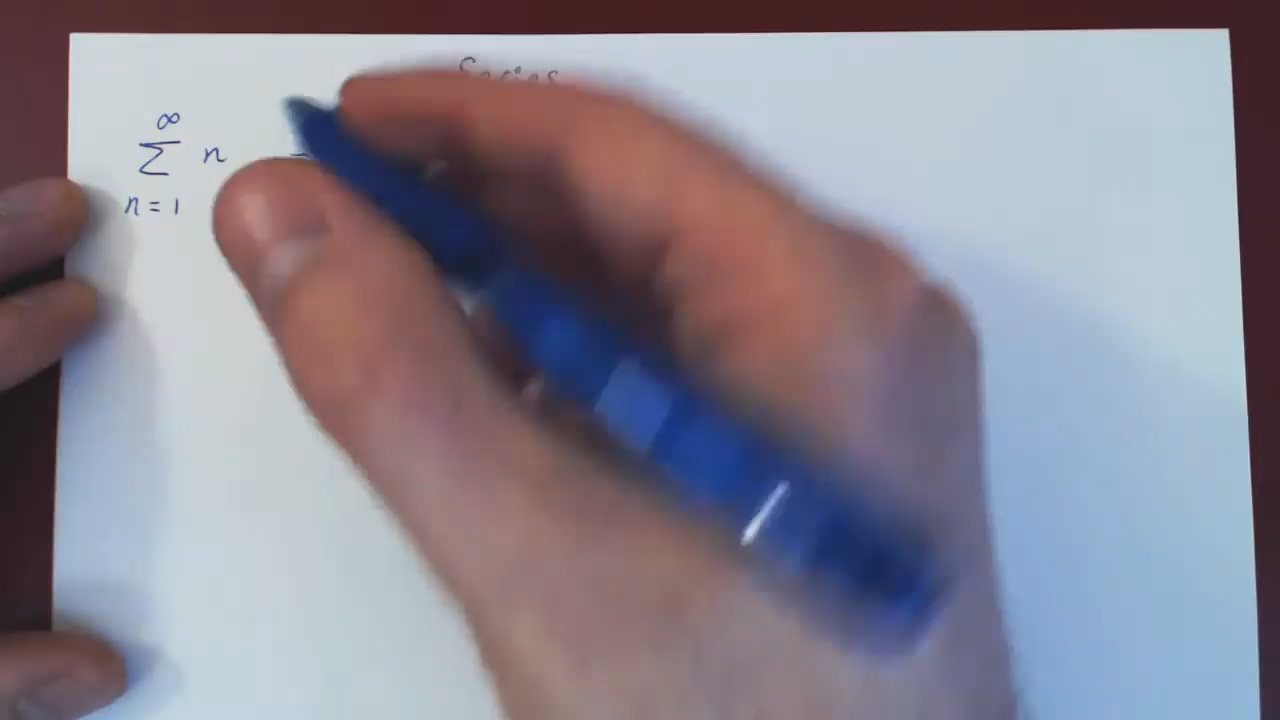 Series
∞
∑ n
n = 1